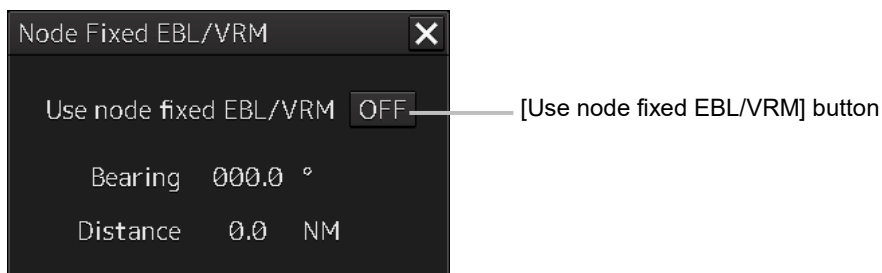 Node Fixed EBL/VRM
Use node fixed EBL/VRM OFF [Use node fixed EBL/VRM] button
Bearing 000.0 °
Distance 0.0 NM